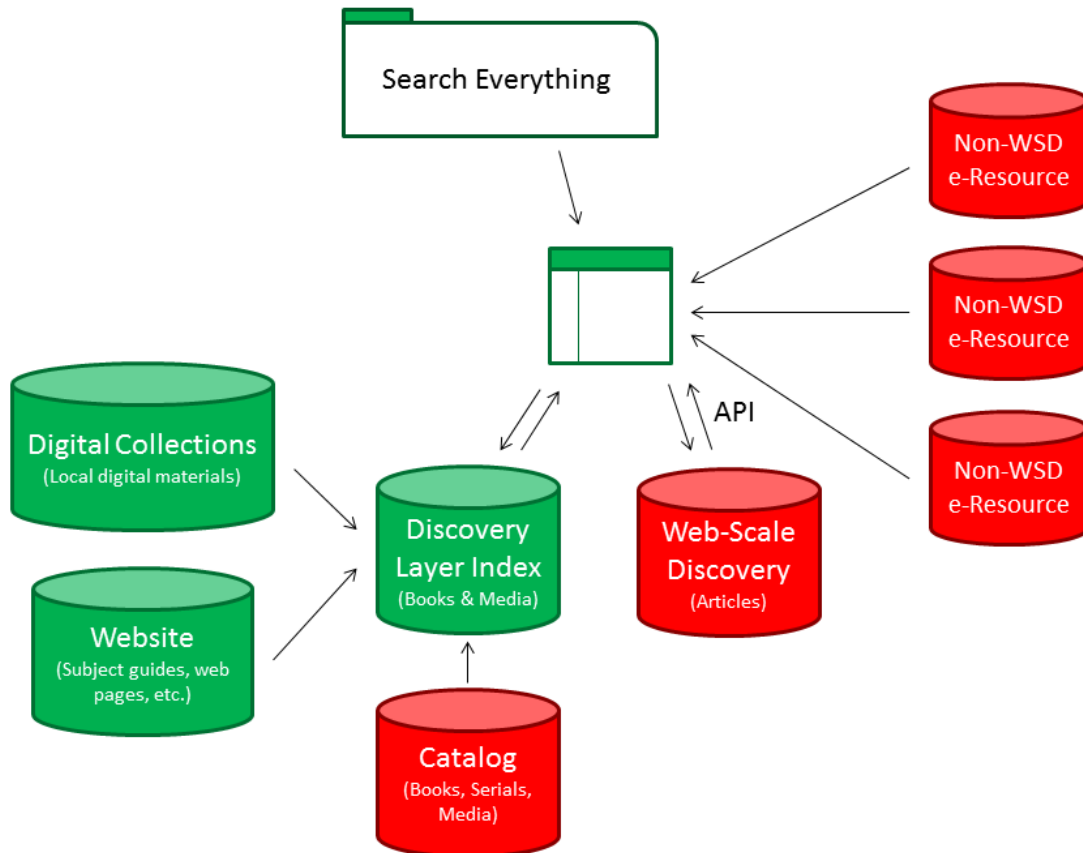 Search Everything
Non-WSD
e-Resource
Non-WSD
e-Resource
Non-WSD
e-Resource
API
Digital Collections
(Local digital materials)
Discovery
Layer Index
(Books & Media)
Web-Scale
Discovery
(Articles)
Website
(Subject guides, web
pages, etc.)
Catalog
(Books, Serials,
Media)